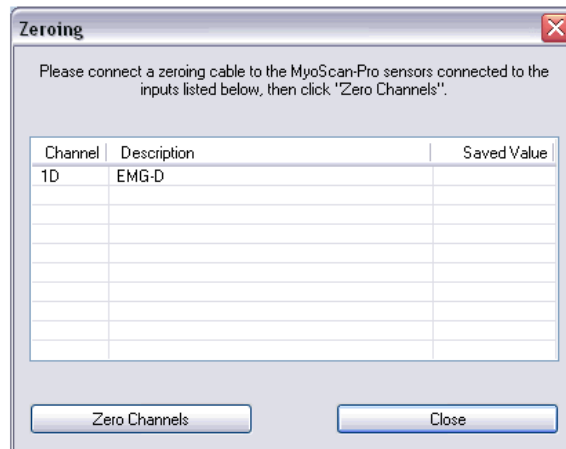 Zeroing
Please connect a zeroing cable to the MyoScan-Pro sensors connected to the
inputs listed below, then click "Zero Channels".
Channel Description Saved Value
1D EMG-D
Zero Channels Close